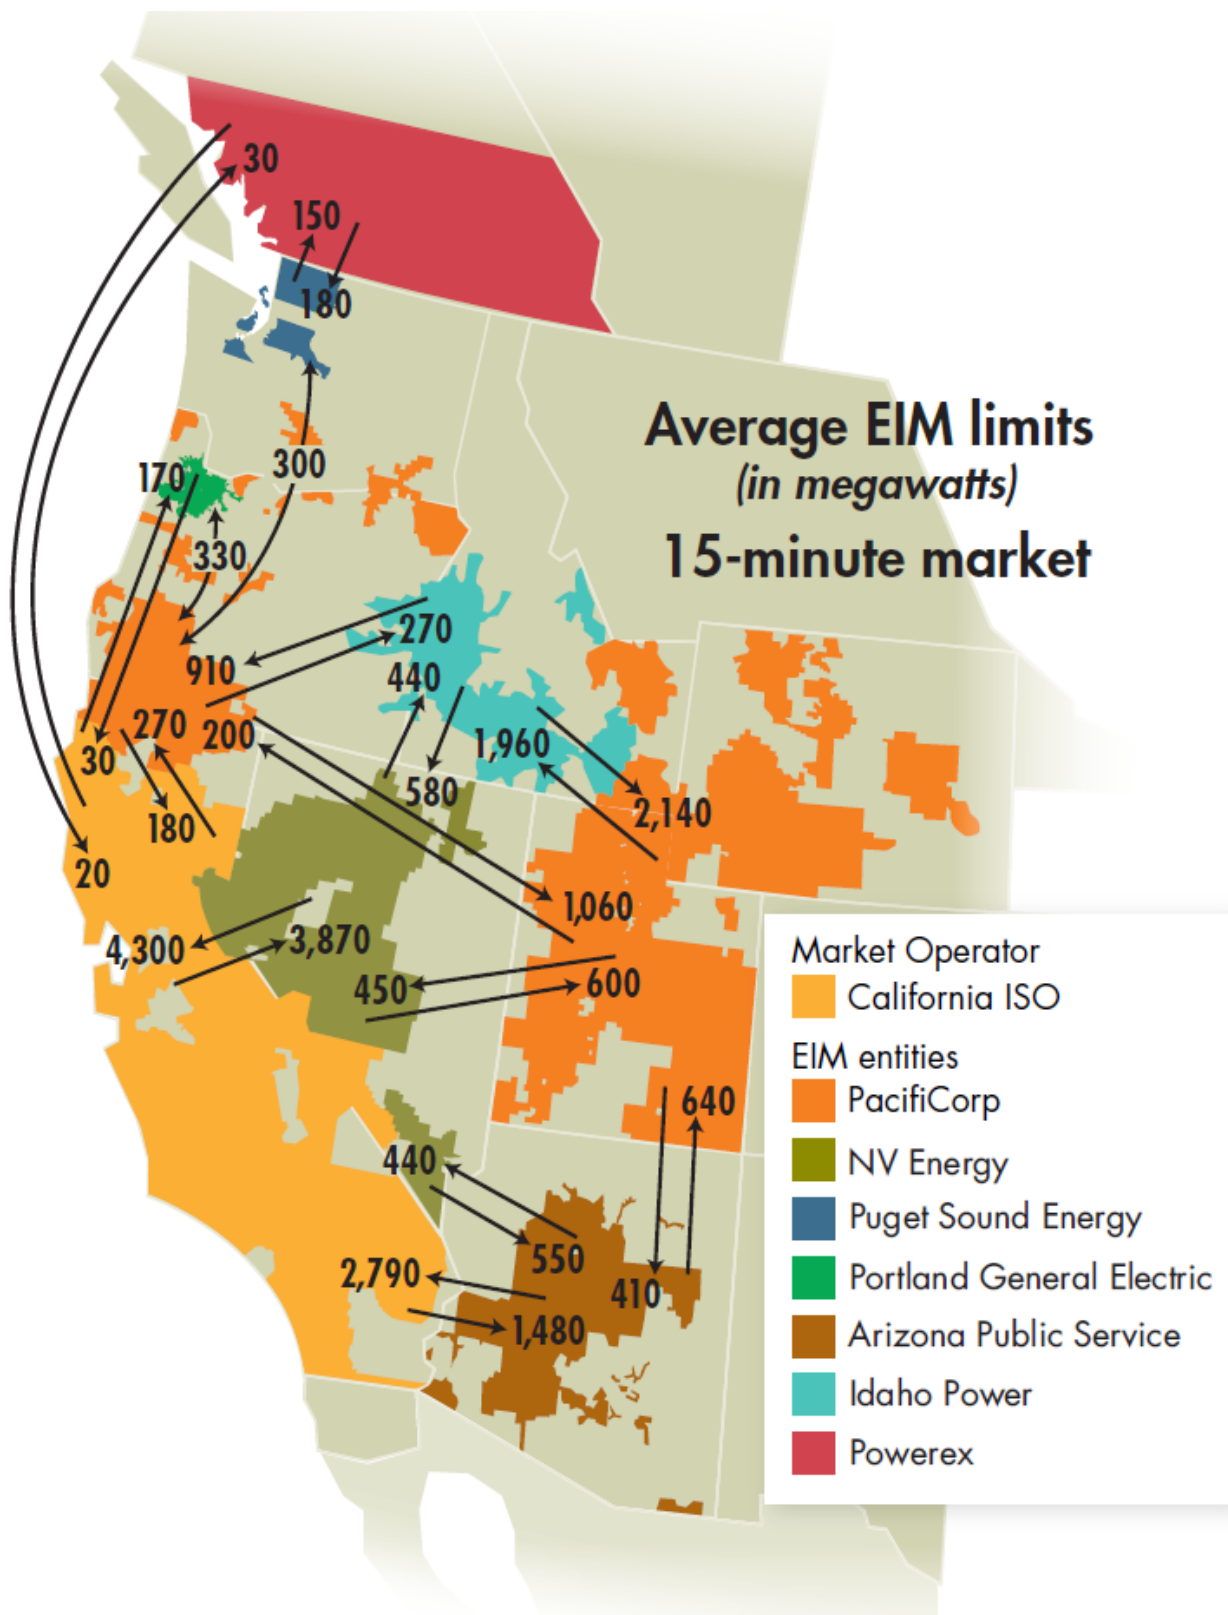 30
150
180
Average EIM limits
(in megawatts)
15-minute market
300
170
330
270
910
440
270
200
1,960
30
580
2,140
180
20
1,060
4,300
3,870
450
600
640
440
550
2,790
410
1,480
Market Operator
California ISO
EIM entities
PacifiCorp
NV Energy
Puget Sound Energy
Portland General Electric
Arizona Public Service
Idaho Power
Powerex